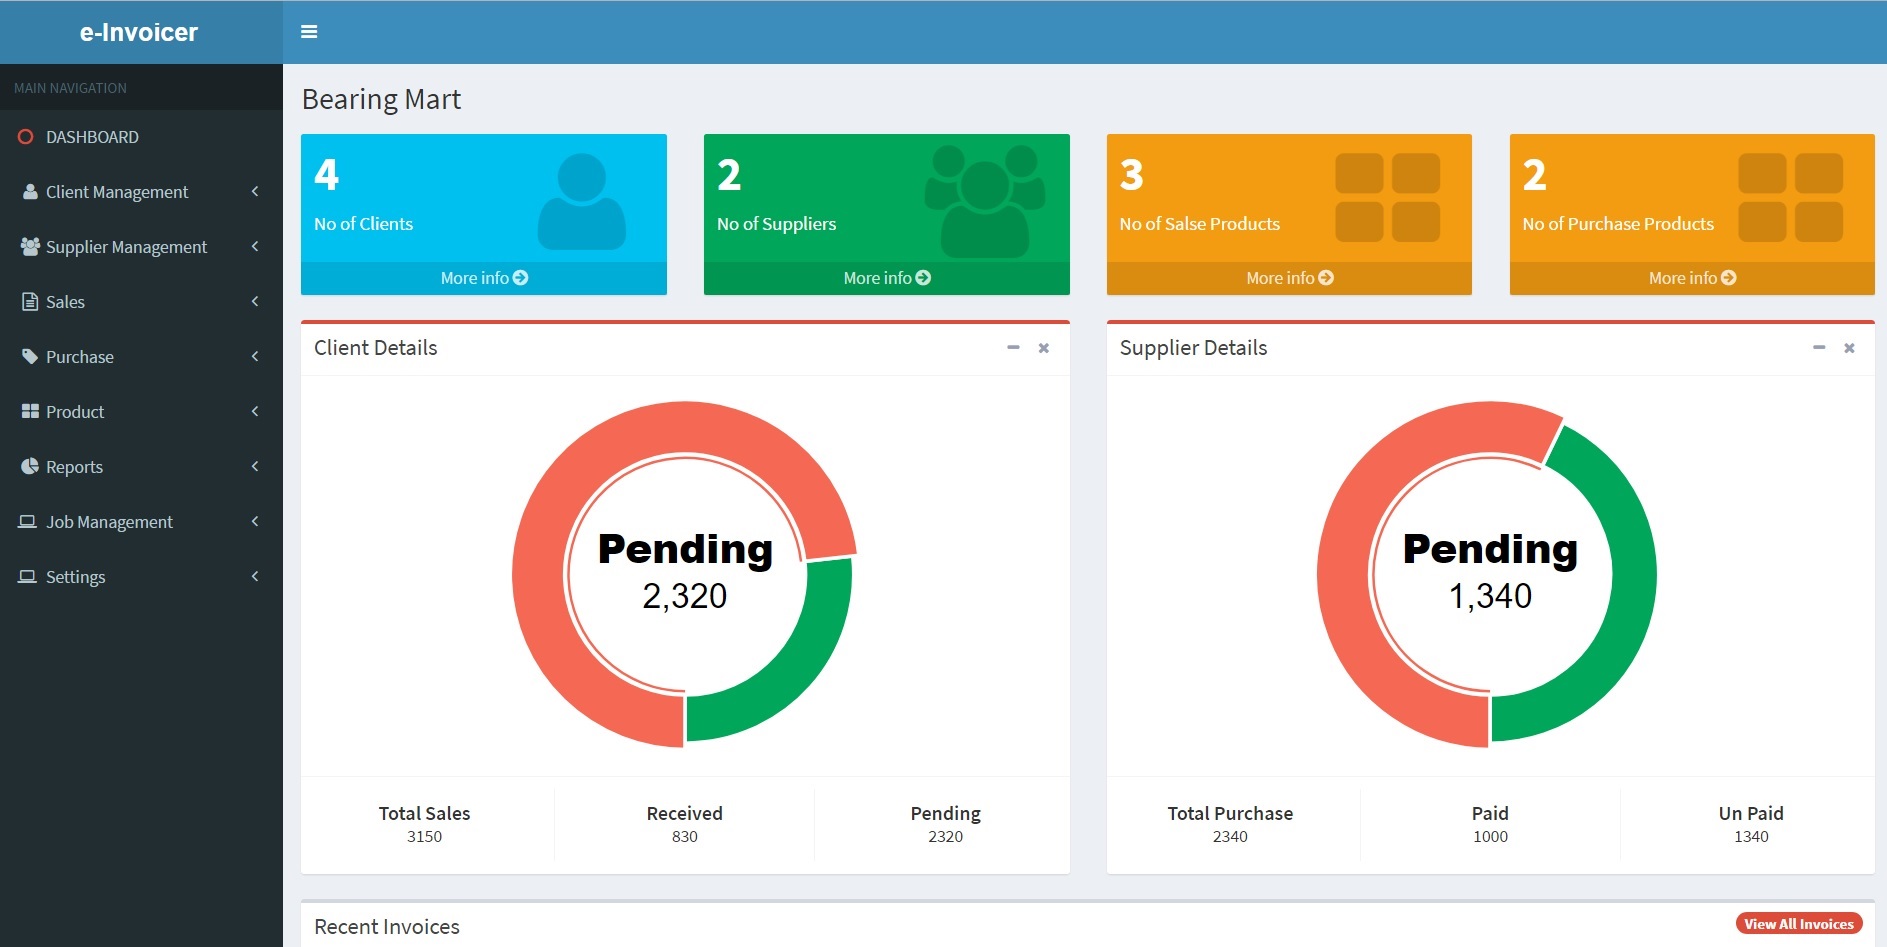 e-Invoicer
MAIN NAVIGATION
DASHBOARD
Client Management
Supplier Management
Sales
Purchase
Product
Reports
Job Management
Settings
Bearing Mart
4
No of Clients
More info
2
No of Suppliers
More info
3
No of Salse Products
More info
2
No of Purchase Products
More info
Client Details
Pending
2,320
Total Sales
3150
Received
830
Pending
2320
Supplier Details
Pending
1,340
Total Purchase
2340
Paid
1000
Un Paid
1340
Recent Invoices
View All Invoices